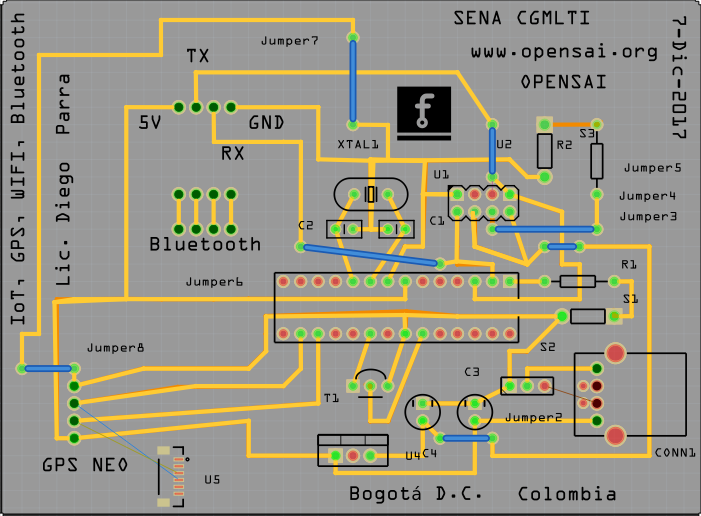 SENA CGMLTI
www.opensai.org
OPENSAI
7-Dic-2017
IoT, GPS, WIFI, Bluetooth
Lic. Diego Parra
Jumper7
TX
5V
GND
RX
XTAL1
U2
R2
S3
Jumper5
Jumper4
Jumper3
U1
C1
C2
Bluetooth
Jumper6
R1
S1
Jumper8
S2
C3
T1
Jumper2
U4
C4
CONN1
GPS NEO
U5
Bogotá D.C. Colombia